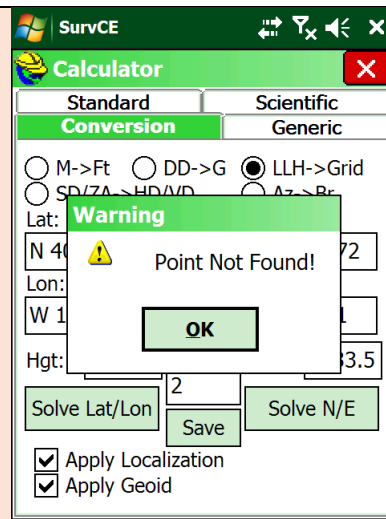 SurvCE
Calculator
Standard Scientific
Conversion Generic
M->Ft DD->G LLH->Grid
SD/ZA->HD/VD Az->Br
Lat: Warning
N 40 Point Not Found! 72
Lon:
W 1 OK 1
Hgt: 33.5
2
Solve Lat/Lon Save Solve N/E
Apply Localization
Apply Geoid